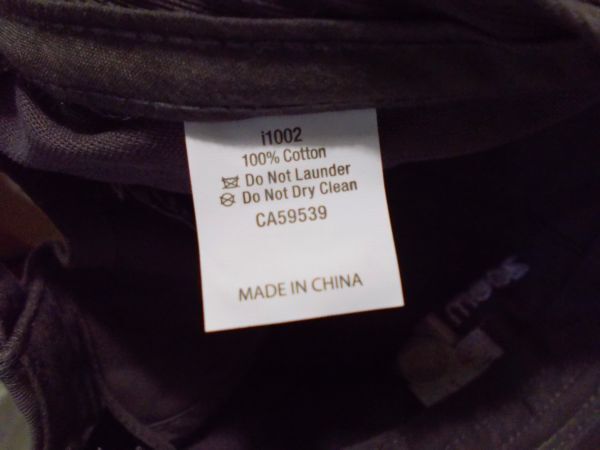 i1002
100% Cotton
Do Not Launder
Do Not Dry Clean
CA59539
MADE IN CHINA